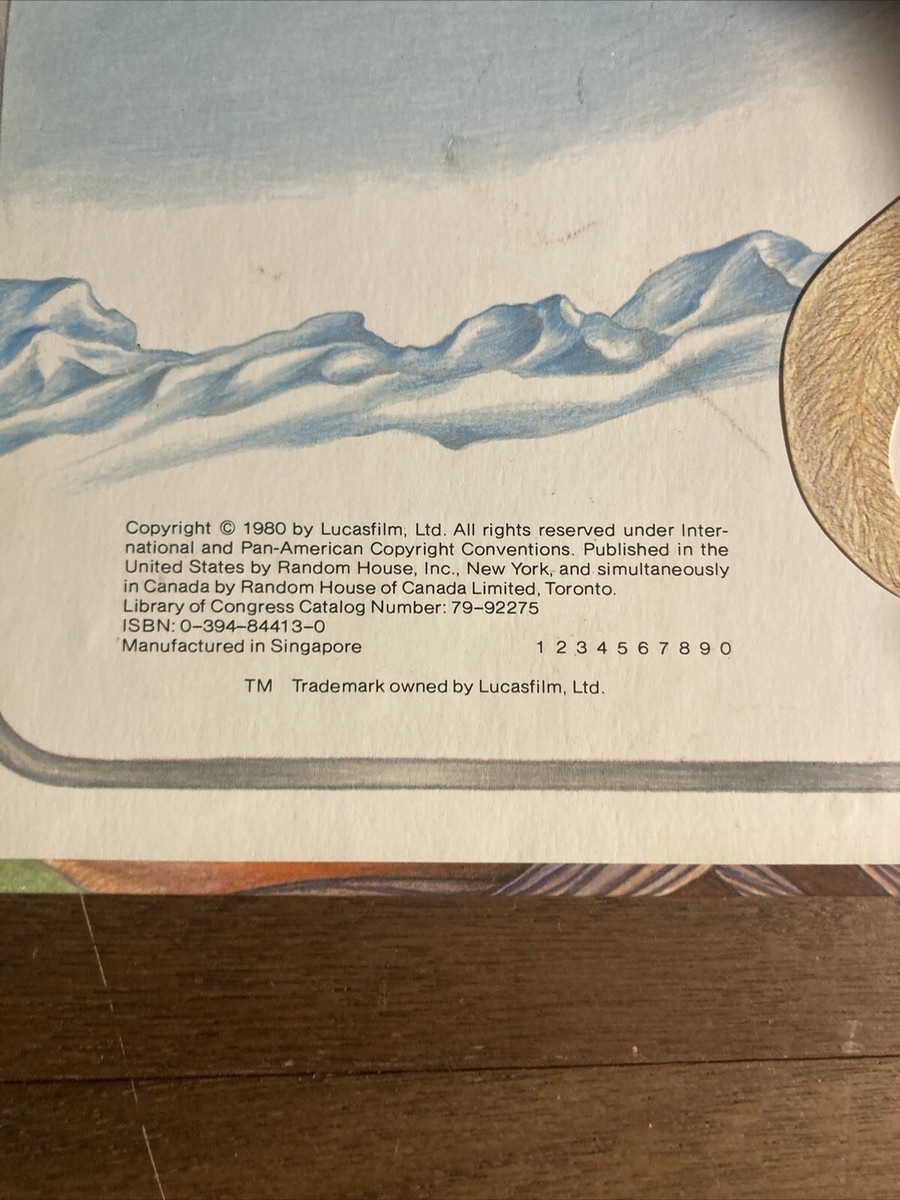 Copyright © 1980 by Lucasfilm, Ltd. All rights reserved under Inter-
national and Pan-American Copyright Conventions. Published in the
United States by Random House, Inc., New York, and simultaneously
in Canada by Random House of Canada Limited, Toronto.
Library of Congress Catalog Number: 79–92275
ISBN: 0–394–84413–0
Manufactured in Singapore 1 2 3 4 5 6 7 8 9 0
TM Trademark owned by Lucasfilm, Ltd.